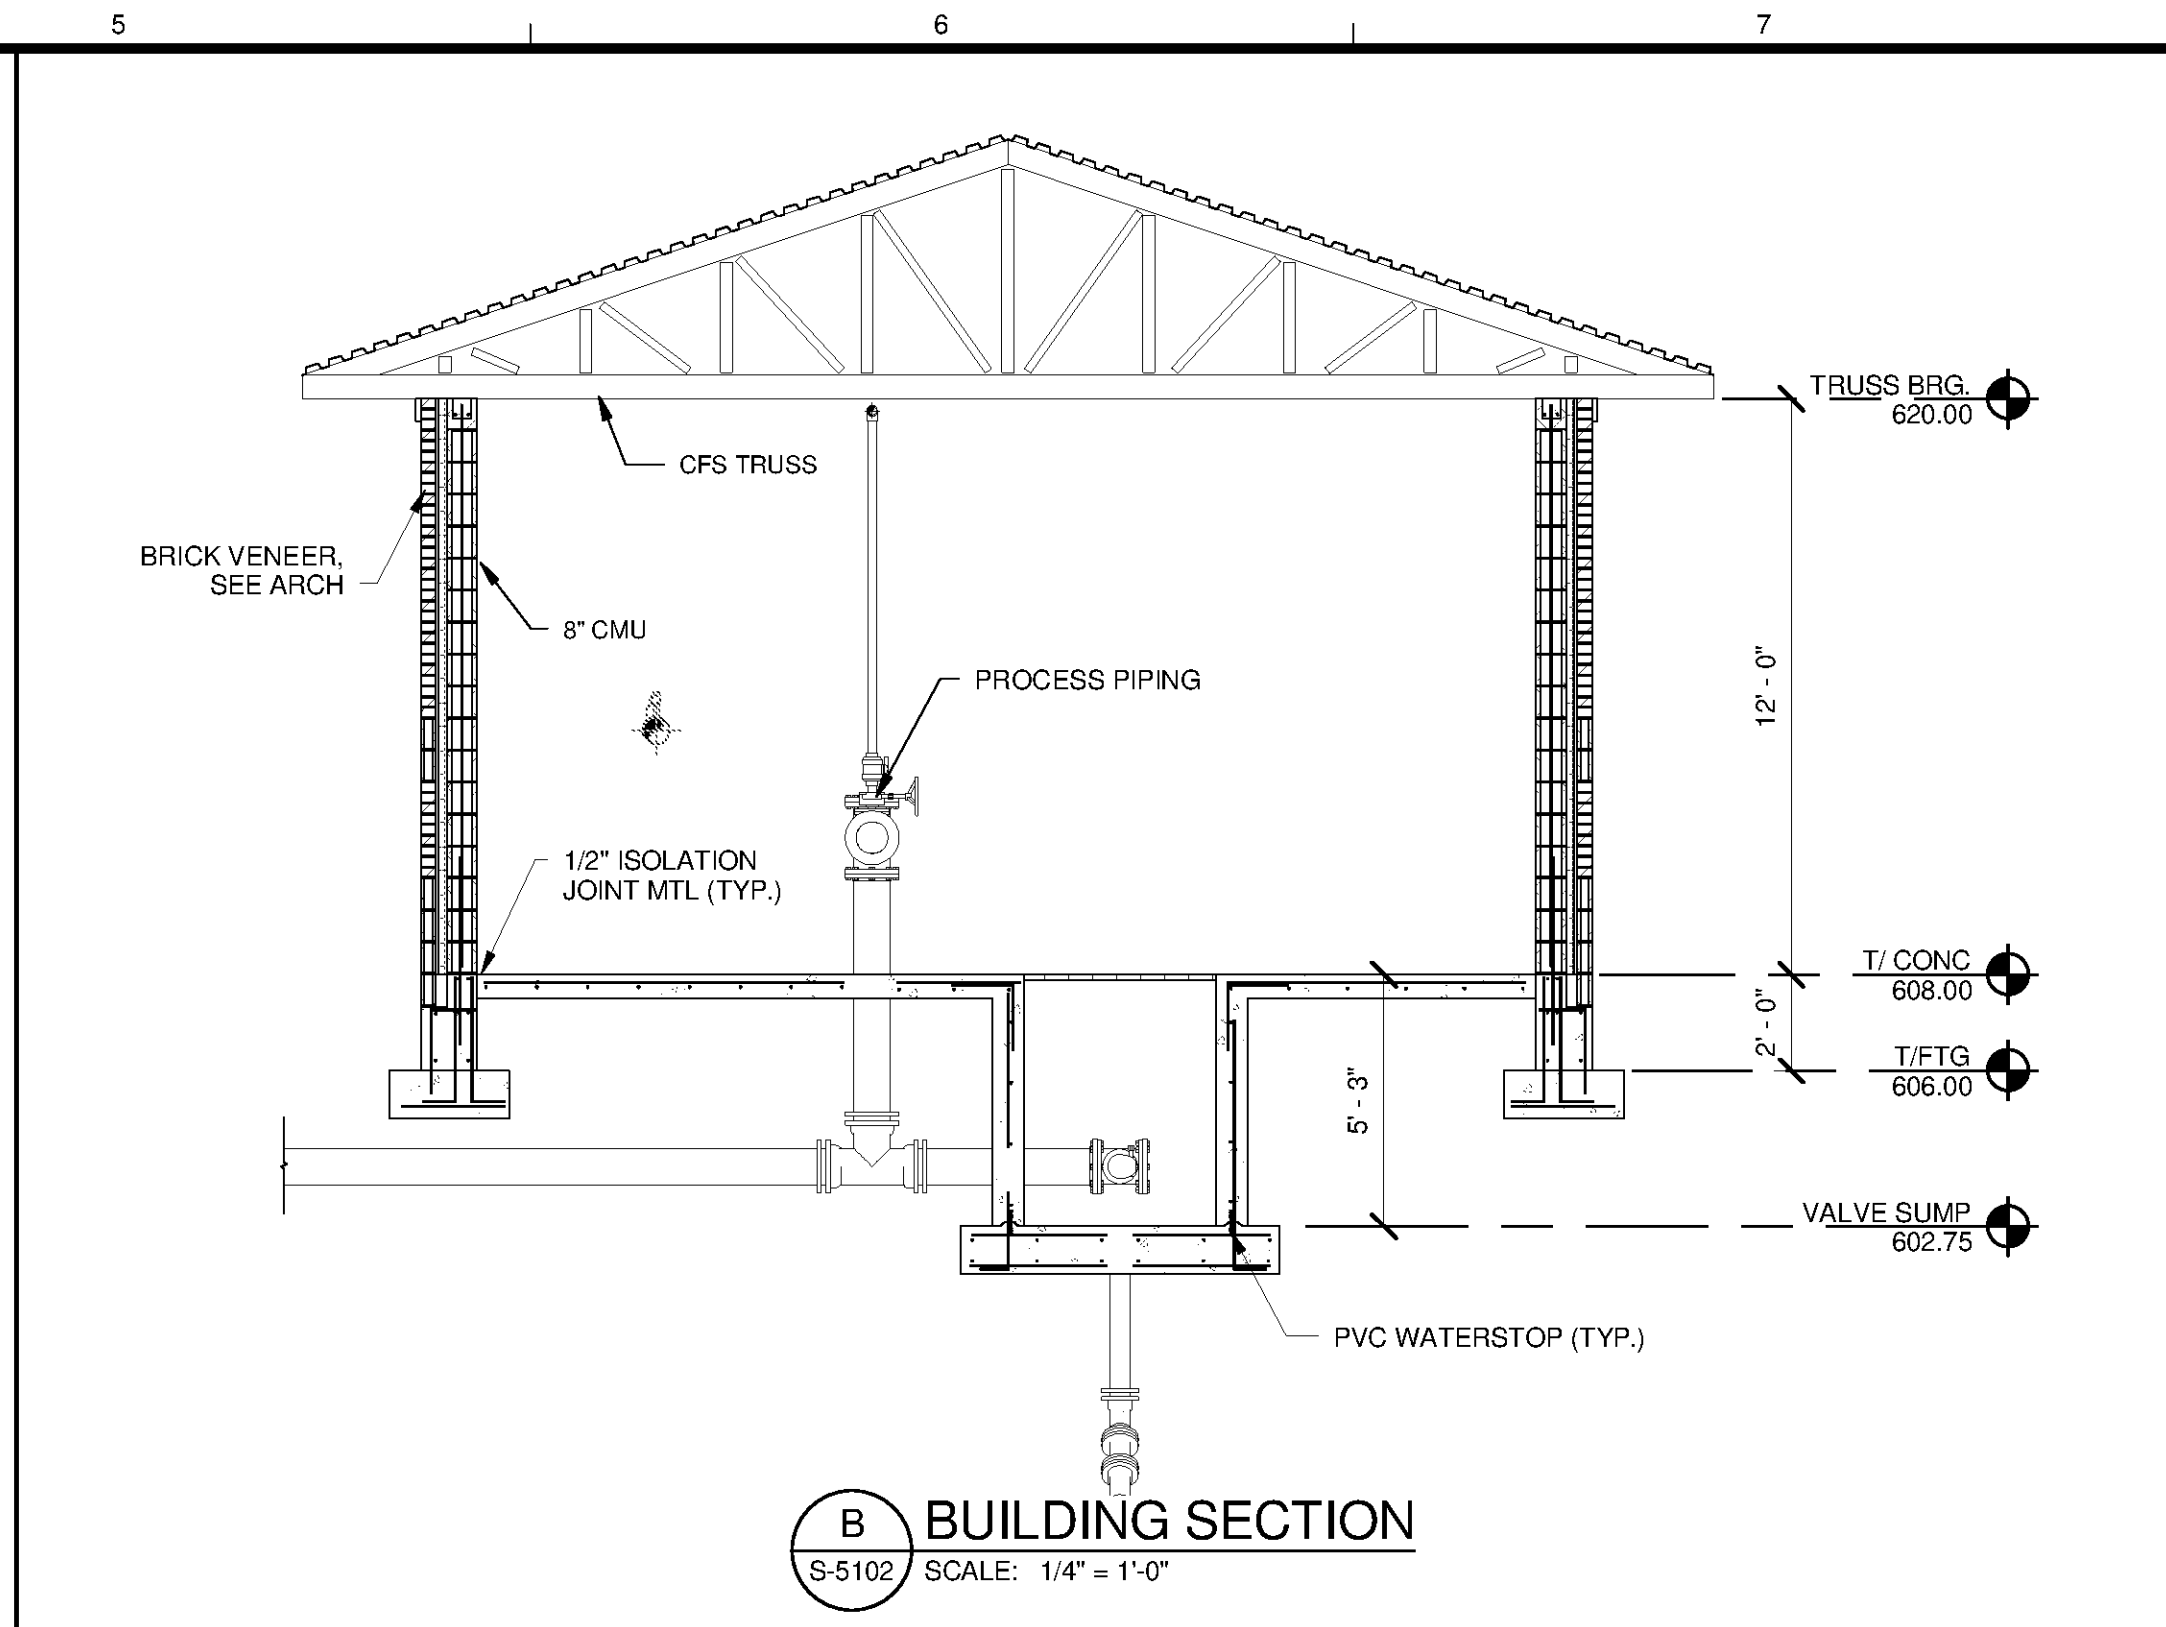 5
6
7
TRUSS BRG.
620.00
CFS TRUSS
BRICK VENEER,
SEE ARCH
8" CMU
PROCESS PIPING
12' - 0"
1/2" ISOLATION
JOINT MTL (TYP.)
T/ CONC
608.00
2' - 0"
T/FTG
606.00
5' - 3"
VALVE SUMP
602.75
PVC WATERSTOP (TYP.)
B
S-5102
BUILDING SECTION
SCALE: 1/4" = 1'-0"